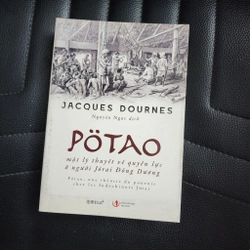 JACQUES DOURNES
Nguyên Ngọc dịch
PÖTAO
một lý thuyết về quyền lực
ở người Jörai Đông Dương
Pötao, une théorie du pouvoir
chez les Indochinois Jörai